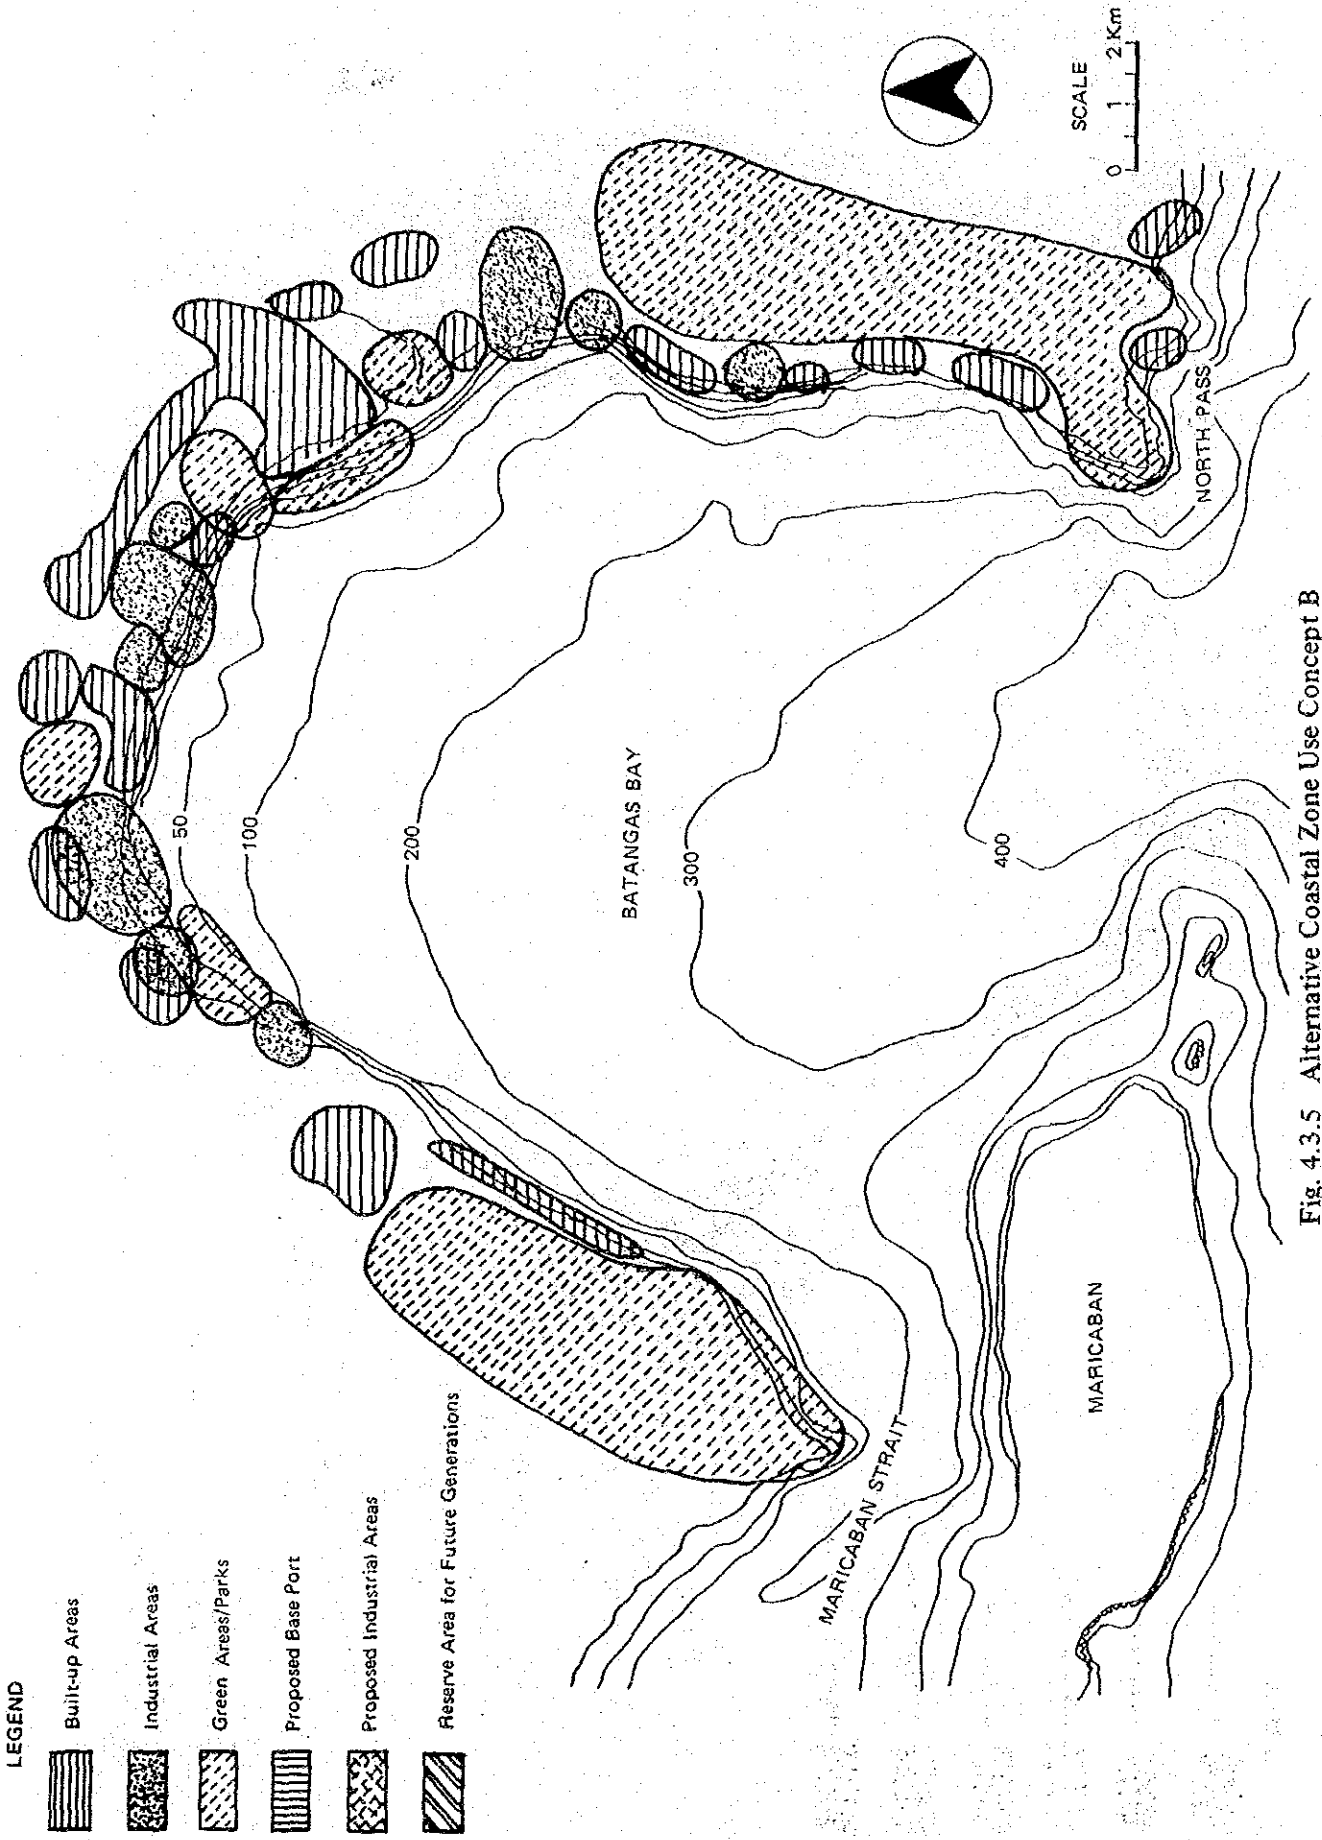 LEGEND
Built-up Areas
Industrial Areas
Green Areas/Parks
Proposed Base Port
Proposed Industrial Areas
Reserve Area for Future Generations
50
100
200
300
400
BATANGAS BAY
MARICABAN STRAIT
MARICABAN
NORTH PASS
SCALE
0 1 2 Km
Fig. 4.3.5 Alternative Coastal Zone Use Concept B